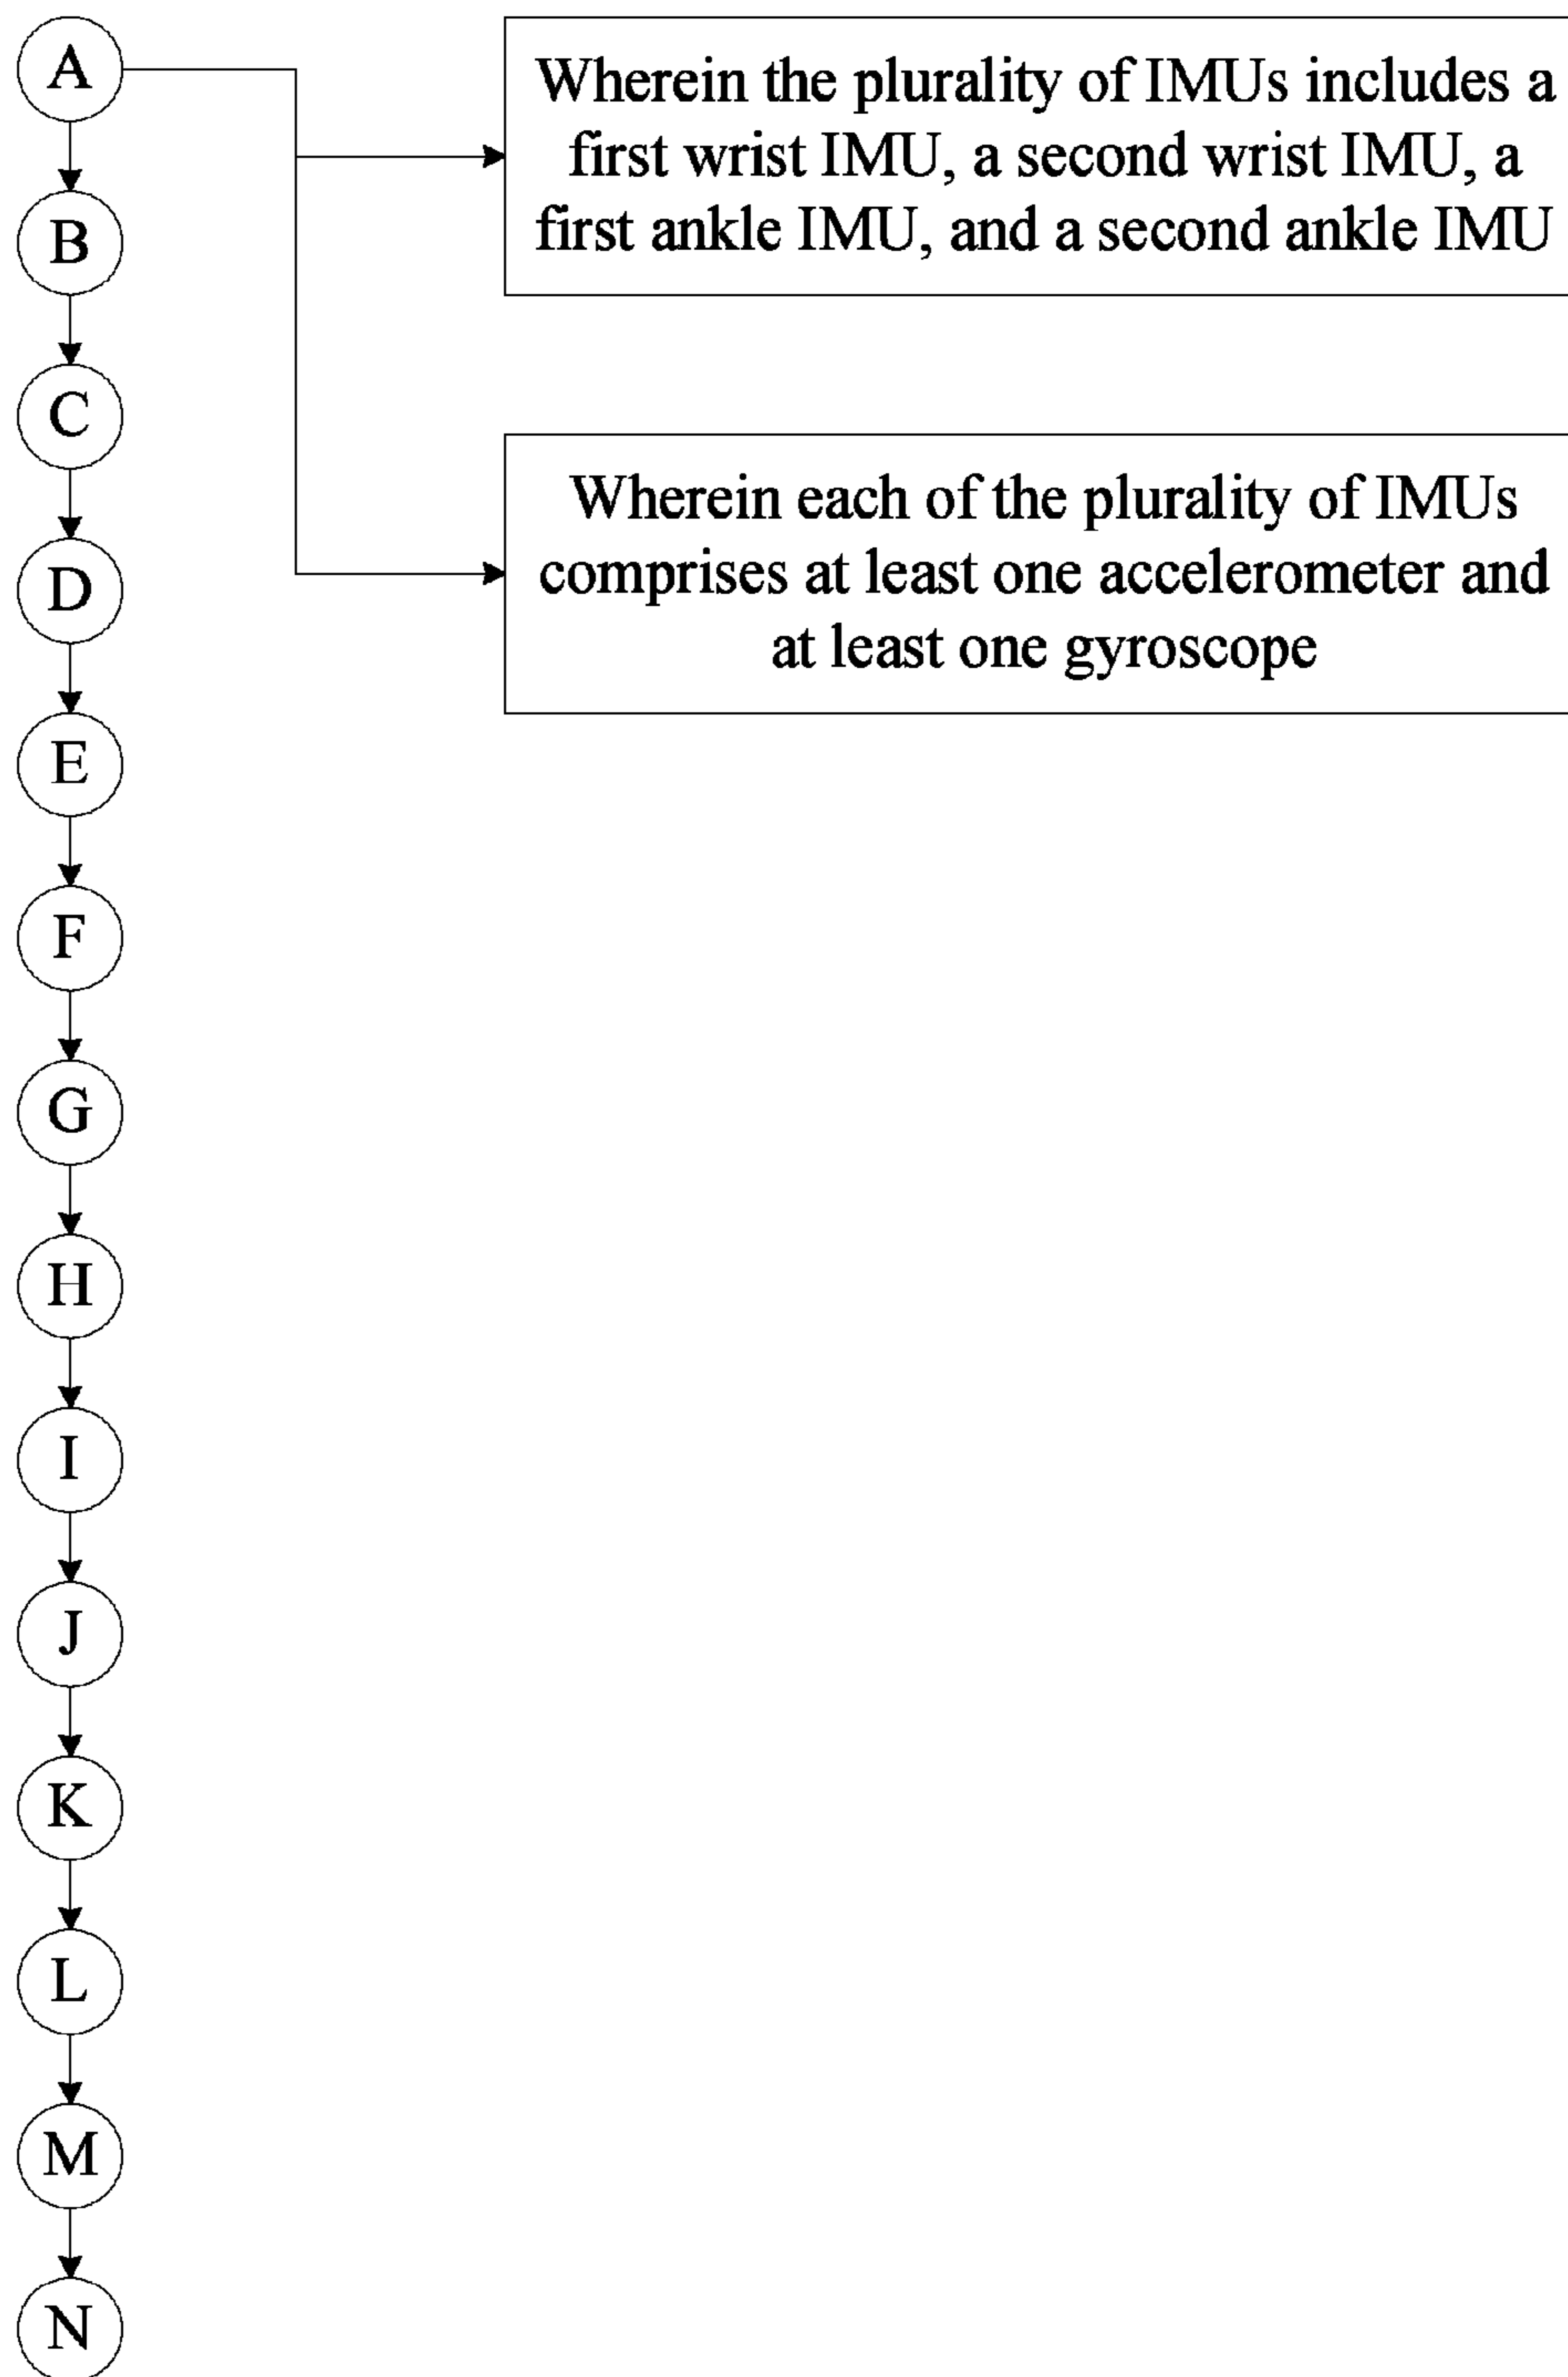 A
Wherein the plurality of IMUs includes a
first wrist IMU, a second wrist IMU, a
first ankle IMU, and a second ankle IMU
B
C
Wherein each of the plurality of IMUs
comprises at least one accelerometer and
at least one gyroscope
D
E
F
G
H
I
J
K
L
M
N